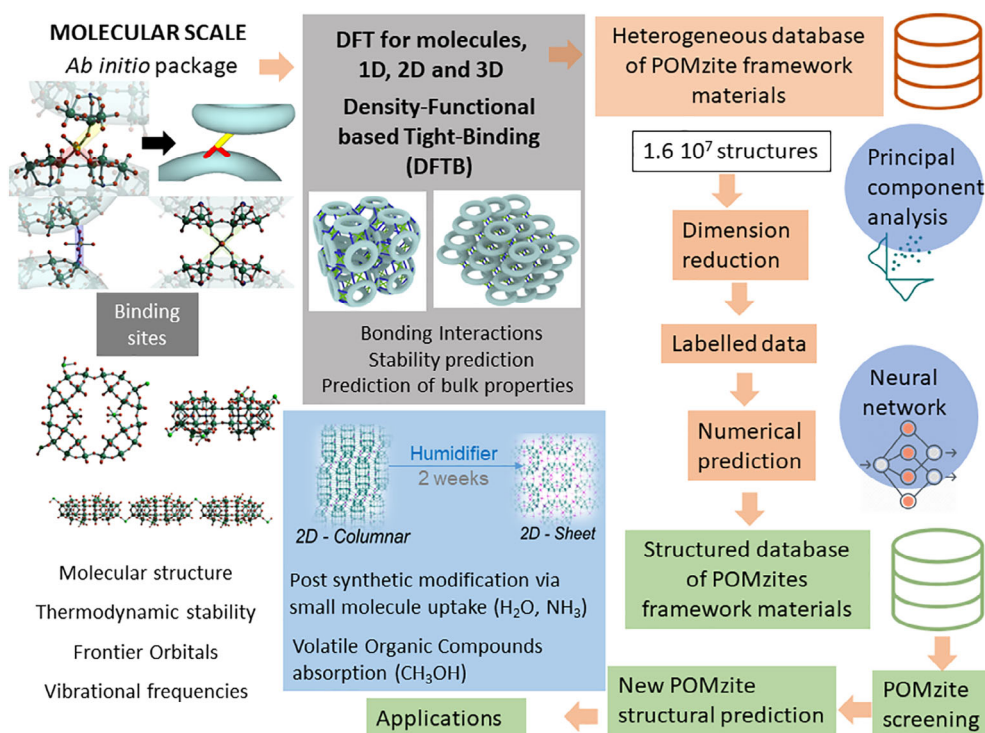 MOLECULAR SCALE
Ab initio package
Binding
sites
Molecular structure
Thermodynamic stability
Frontier Orbitals
Vibrational frequencies
DFT for molecules,
1D, 2D and 3D
Density-Functional
based Tight-Binding
(DFTB)
Bonding Interactions
Stability prediction
Prediction of bulk properties
Humidifier
2 weeks
2D - Columnar
2D - Sheet
Post synthetic modification via
small molecule uptake (H₂O, NH₃)
Volatile Organic Compounds
absorption (CH₃OH)
Heterogeneous database
of POMzite framework
materials
1.6 10⁷ structures
Principal
component
analysis
Dimension
reduction
Labelled data
Neural
network
Numerical
prediction
Structured database
of POMzites
framework materials
POMzite
screening
New POMzite
structural prediction
Applications